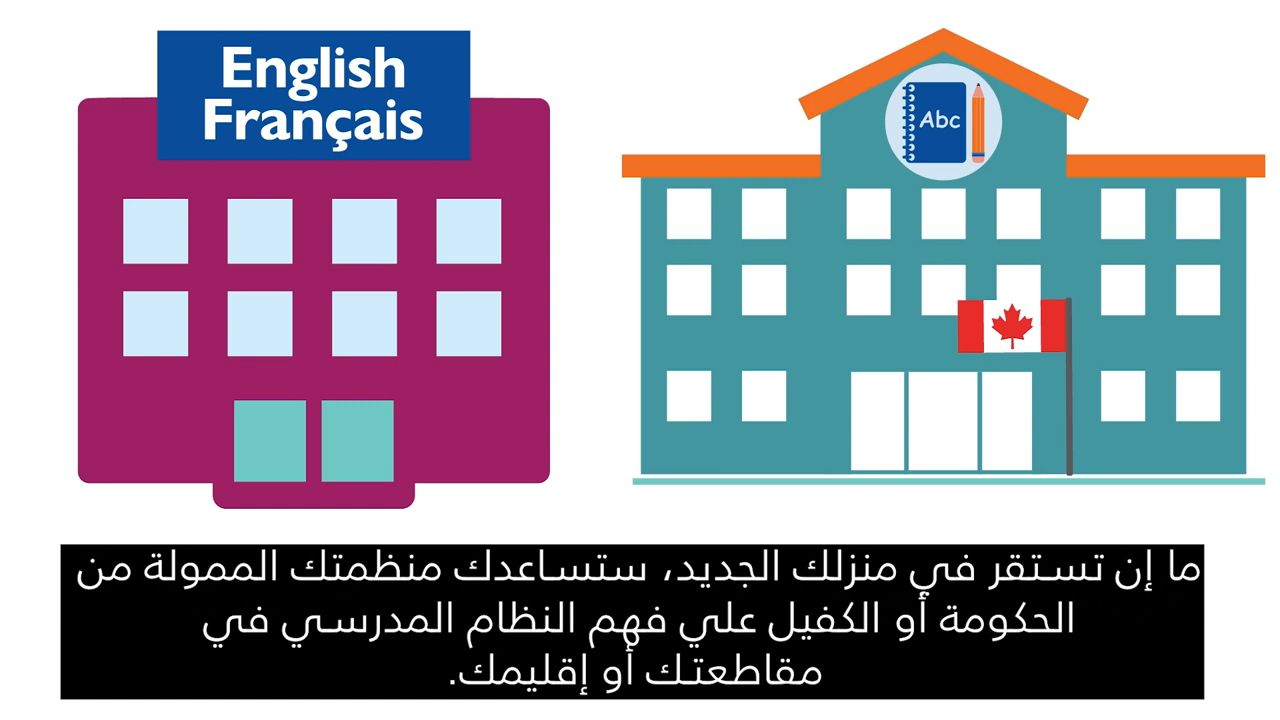 English
Français
Abc
ما إن تستقر في منزلك الجديد، ستساعدك منظمتك الممولة من
الحكومة أو الكفيل علي فهم النظام المدرسي في
مقاطعتك أو إقليمك.